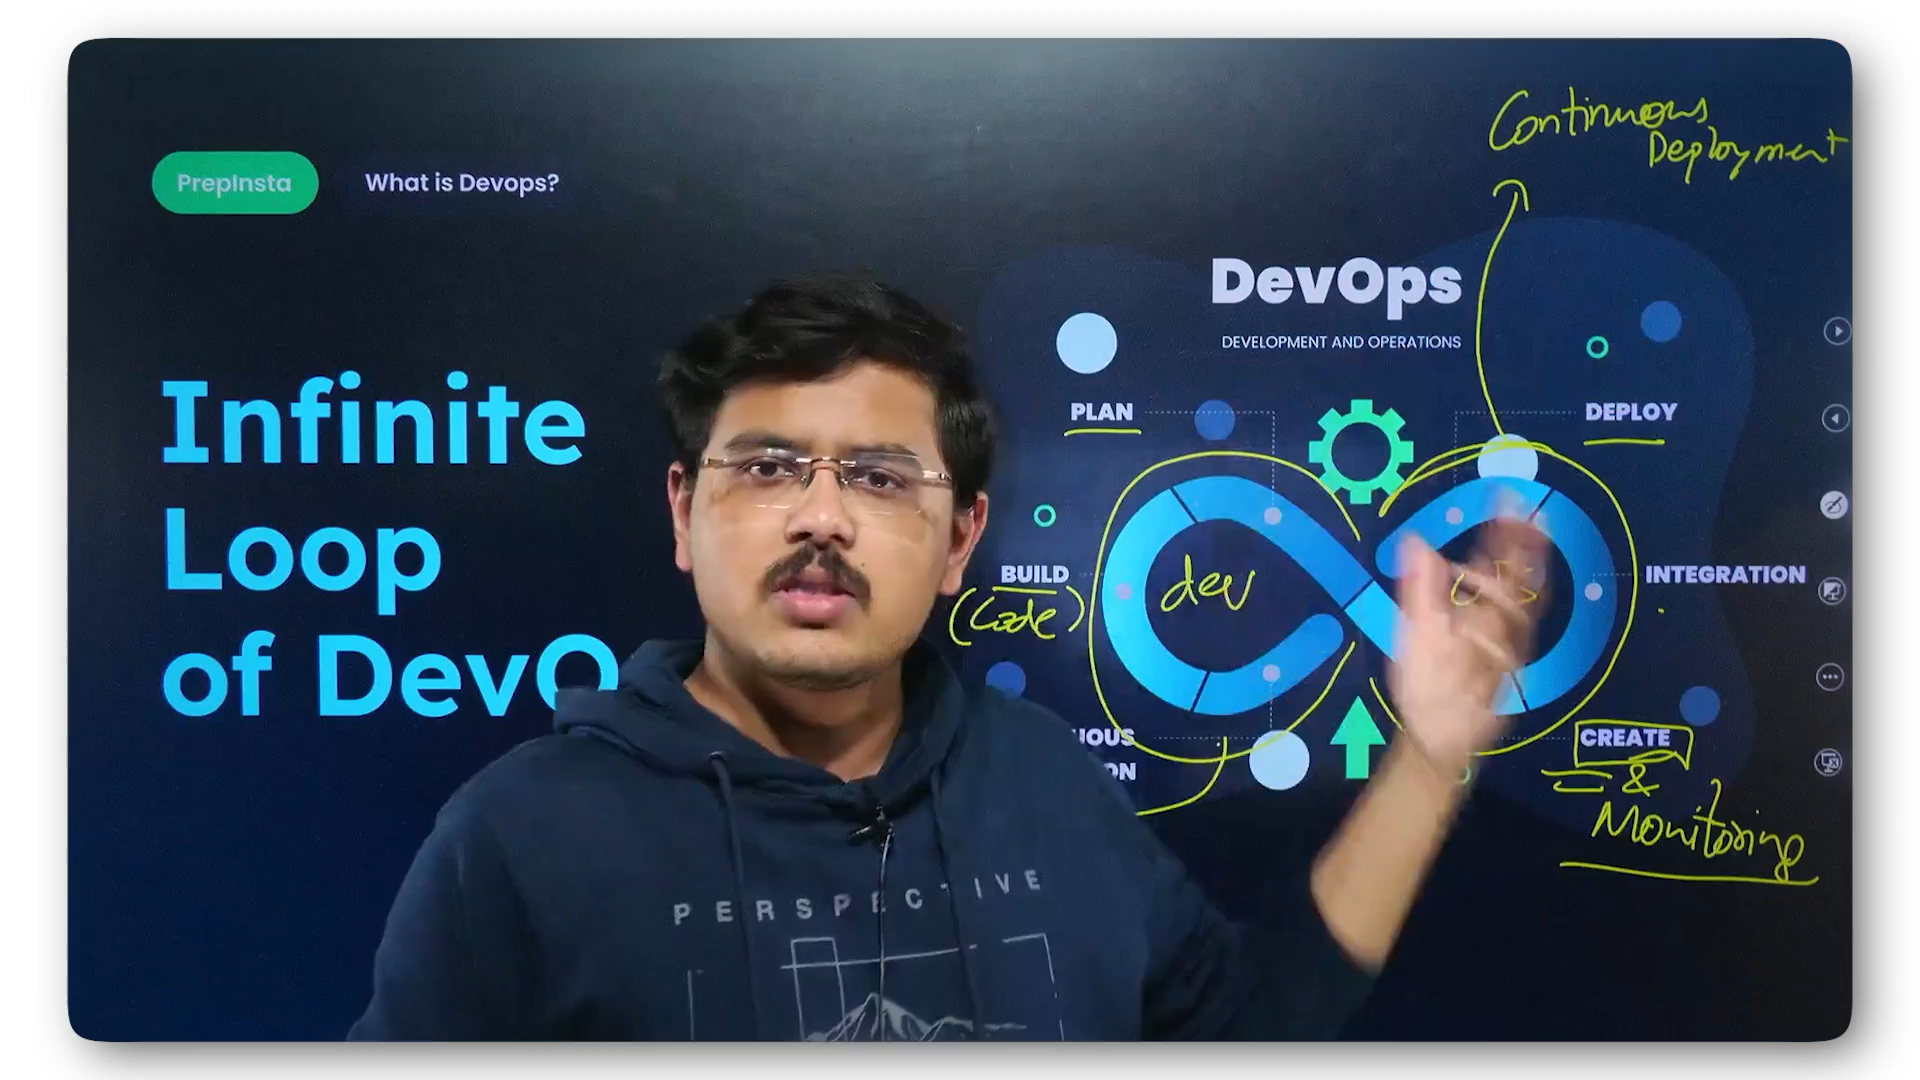 PrepInsta
What is Devops?
Continuous
Deployment
DevOps
DEVELOPMENT AND OPERATIONS
Infinite
Loop
of DevO
PLAN
DEPLOY
BUILD
(Code)
dev
INTEGRATION
IOUS
ON
CREATE
&
Monitoring
PERSPECTIVE